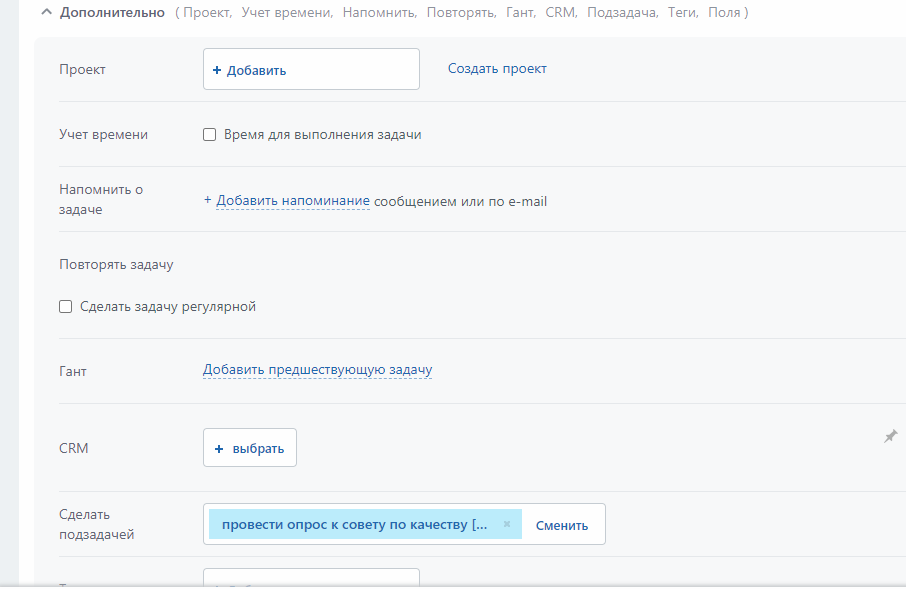 Дополнительно ( Проект, Учет времени, Напомнить, Повторять, Гант, CRM, Подзадача, Теги, Поля )
Проект
+ Добавить
Создать проект
Учет времени
Время для выполнения задачи
Напомнить о
задаче
+ Добавить напоминание сообщением или по e-mail
Повторять задачу
Сделать задачу регулярной
Гант
Добавить предшествующую задачу
CRM
+ выбрать
Сделать
подзадачей
провести опрос к совету по качеству [...
×
Сменить